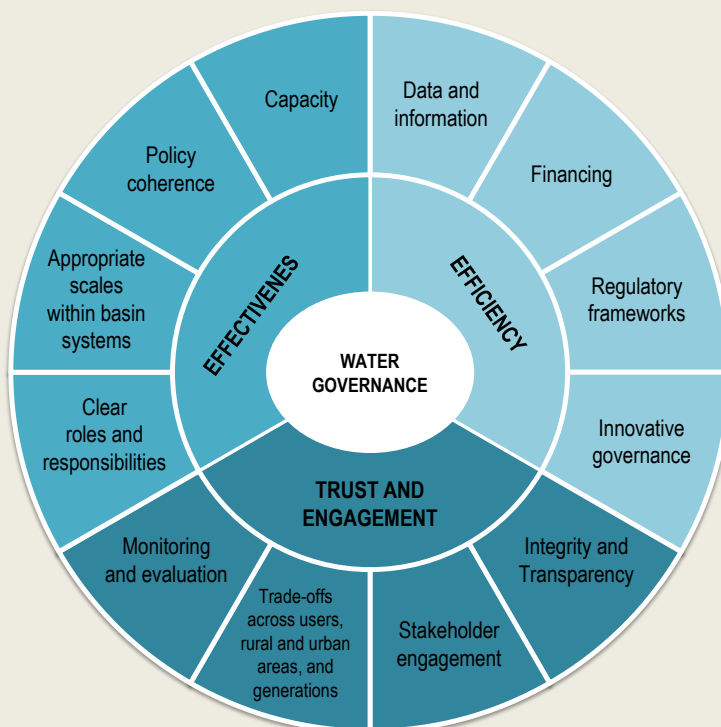 Capacity
Data and
information
Policy
coherence
Financing
Appropriate
scales
within basin
systems
Regulatory
frameworks
EFFECTIVENES
EFFICIENCY
WATER
GOVERNANCE
Clear
roles and
responsibilities
Innovative
governance
TRUST AND
ENGAGEMENT
Monitoring
and evaluation
Integrity and
Transparency
Trade-offs
across users,
rural and urban
areas, and
generations
Stakeholder
engagement